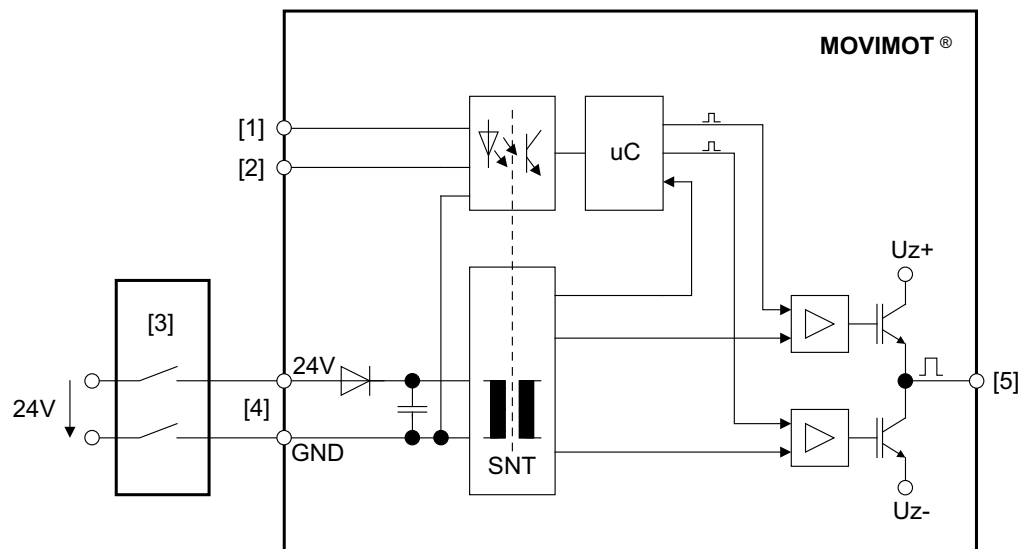 MOVIMOT ®
[1]
[2]
uC
Uz+
[3]
24V
24V
[4]
[5]
GND
SNT
Uz-